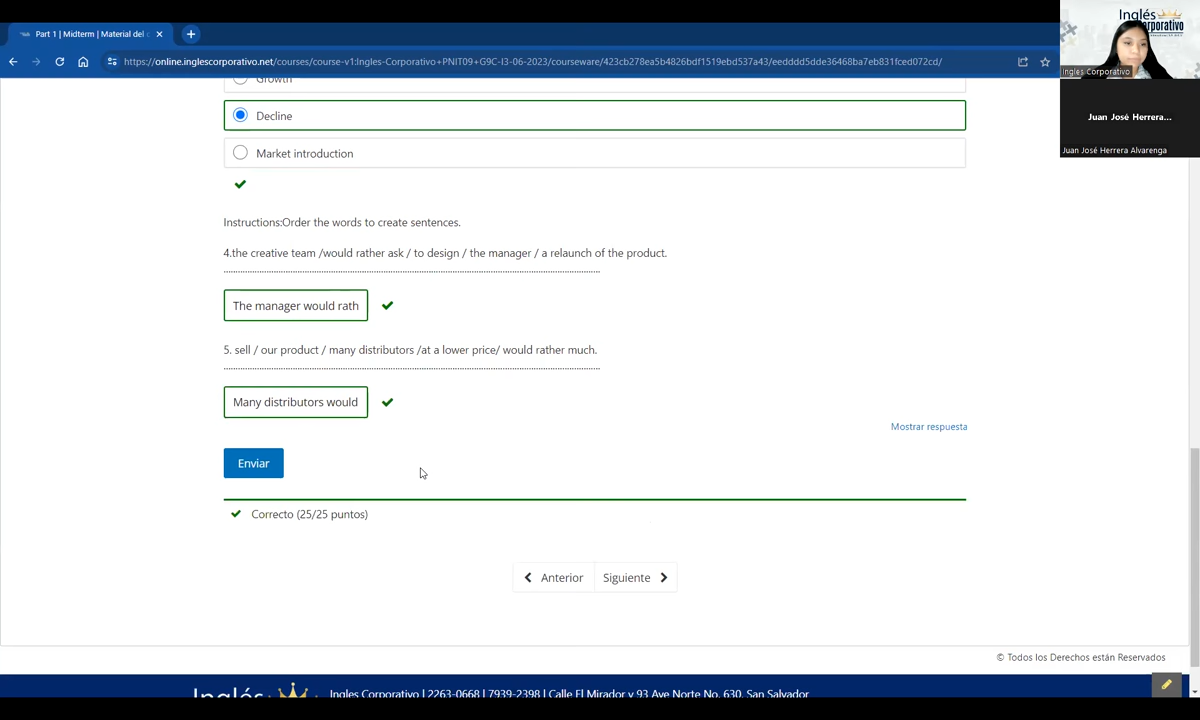 Part 1 | Midterm | Material del c
https://online.inglescorporativo.net/courses/course-v1:Ingles-Corporativo+PNIT09+G9C-I3-06-2023/courseware/423cb278ea5b4826bdf1519ebd537a43/eedddd5dde36468ba7eb831fced072cd/
Inglés
Corporativo
Ingles Corporativo
Juan José Herrera...
Juan José Herrera Alvarenga
Growth
Decline
Market introduction
Instructions:Order the words to create sentences.
4.the creative team /would rather ask / to design / the manager / a relaunch of the product.
The manager would rath
5. sell / our product / many distributors /at a lower price/ would rather much.
Many distributors would
Mostrar respuesta
Enviar
Correcto (25/25 puntos)
Anterior Siguiente
© Todos los Derechos están Reservados
Inglés Ingles Corporativo | 2263-0668 | 7939-2398 | Calle El Mirador y 93 Ave Norte No. 630, San Salvador